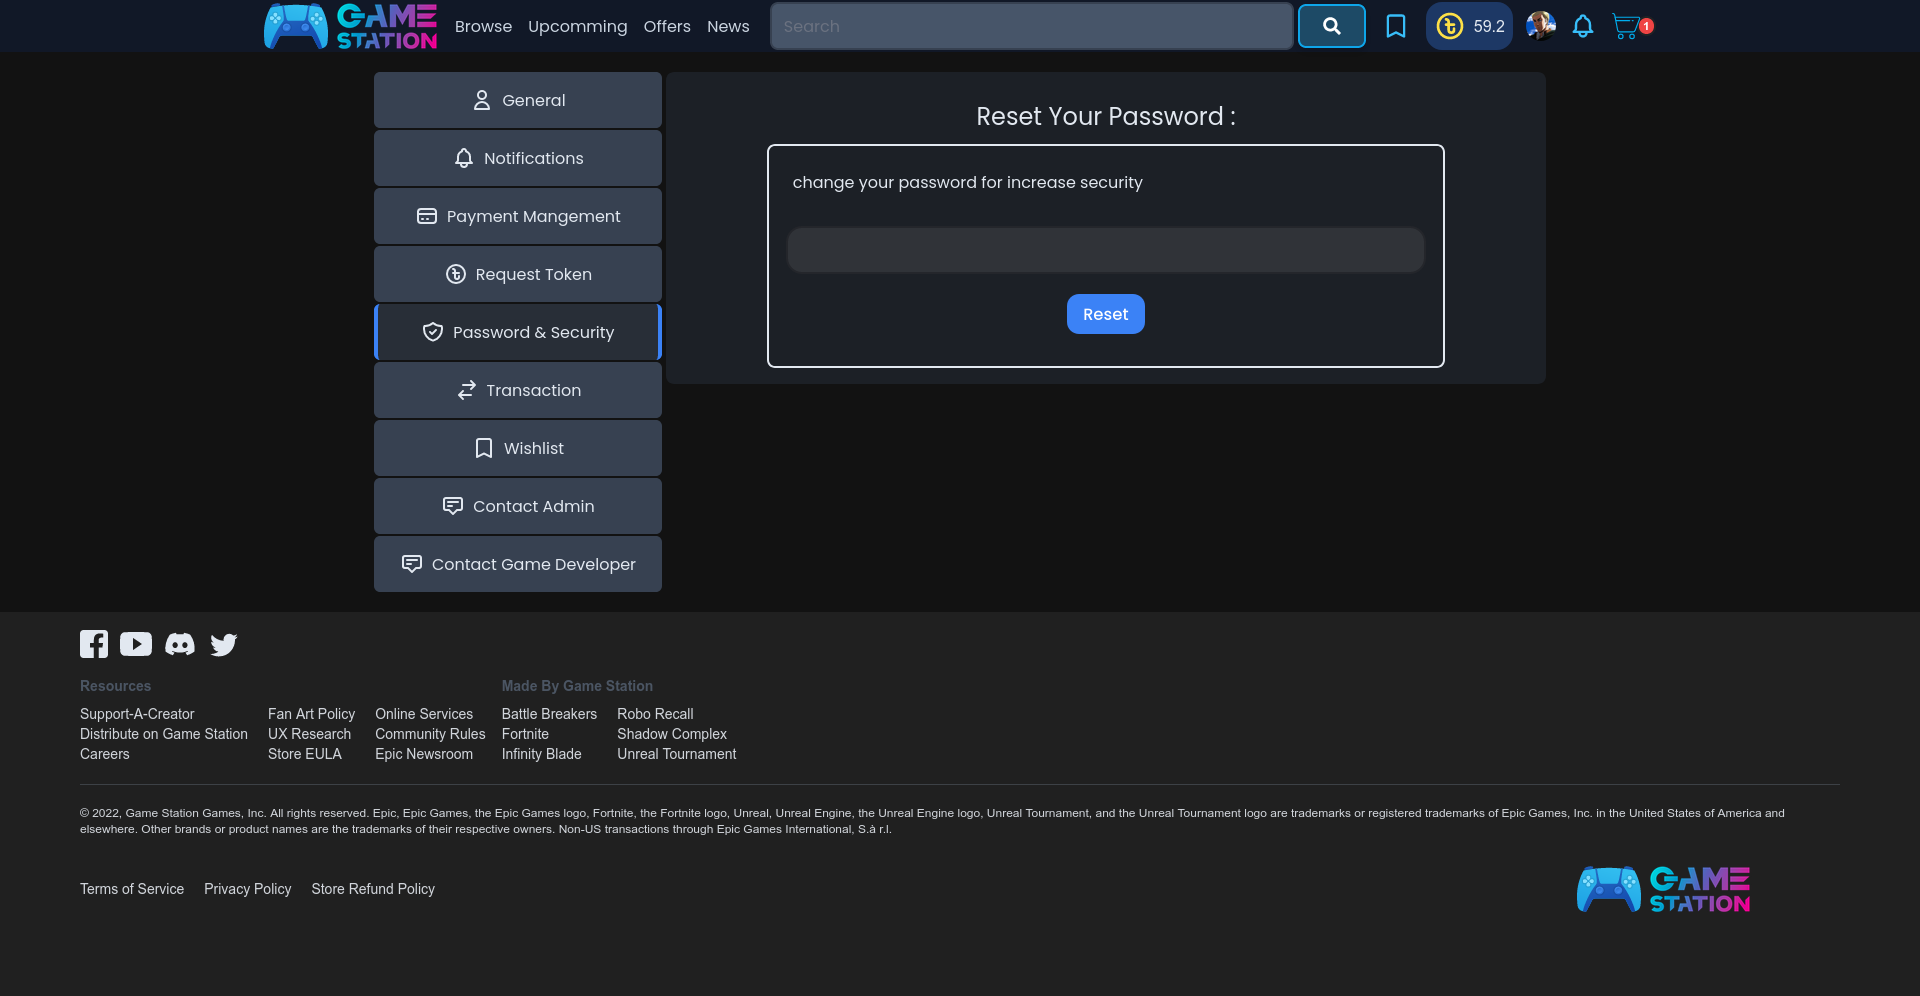 GAME STATION
Browse Upcomming Offers News
Search
59.2
1
General
Notifications
Payment Mangement
Request Token
Password & Security
Transaction
Wishlist
Contact Admin
Contact Game Developer
Reset Your Password :
change your password for increase security
Reset
Resources
Support-A-Creator Fan Art Policy Online Services
Distribute on Game Station UX Research Community Rules
Careers Store EULA Epic Newsroom
Made By Game Station
Battle Breakers Robo Recall
Fortnite Shadow Complex
Infinity Blade Unreal Tournament
© 2022, Game Station Games, Inc. All rights reserved. Epic, Epic Games, the Epic Games logo, Fortnite, the Fortnite logo, Unreal, Unreal Engine, the Unreal Engine logo, Unreal Tournament, and the Unreal Tournament logo are trademarks or registered trademarks of Epic Games, Inc. in the United States of America and
elsewhere. Other brands or product names are the trademarks of their respective owners. Non-US transactions through Epic Games International, S.à r.l.
Terms of Service Privacy Policy Store Refund Policy
GAME STATION